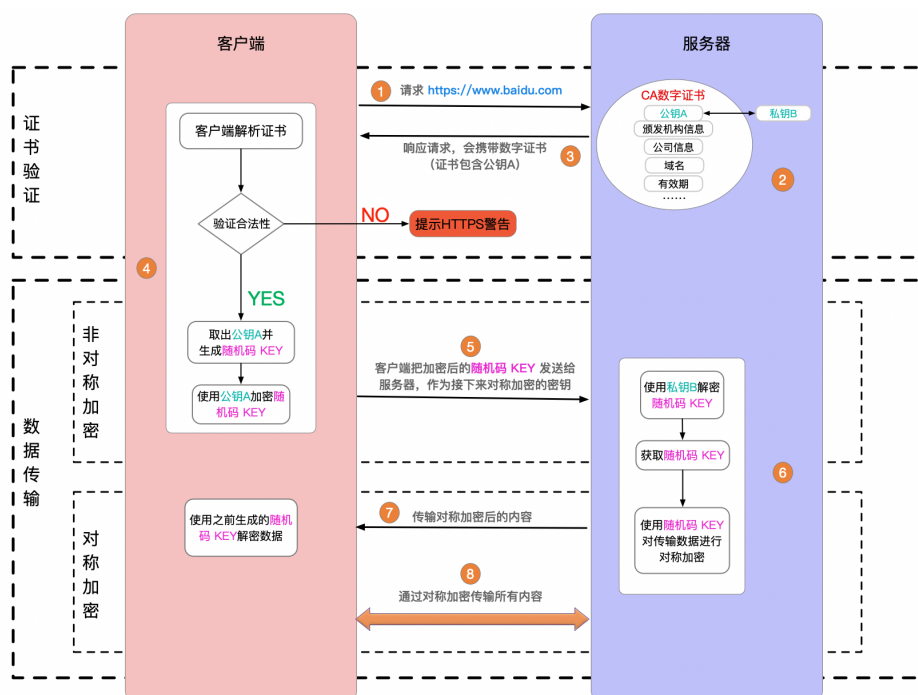 客户端
服务器
证书验证
1
请求 https://www.baidu.com
CA数字证书
公钥A
私钥B
颁发机构信息
公司信息
域名
有效期
......
2
客户端解析证书
响应请求，会携带数字证书
（证书包含公钥A）
3
验证合法性
NO
提示HTTPS警告
4
YES
数据传输
非对称加密
取出公钥A并
生成随机码 KEY
使用公钥A加密随
机码 KEY
5
客户端把加密后的随机码 KEY 发送给
服务器，作为接下来对称加密的密钥
使用私钥B解密
随机码 KEY
获取随机码 KEY
6
使用随机码 KEY
对传输数据进行
对称加密
对称加密
使用之前生成的随机
码 KEY解密数据
7
传输对称加密后的内容
8
通过对称加密传输所有内容